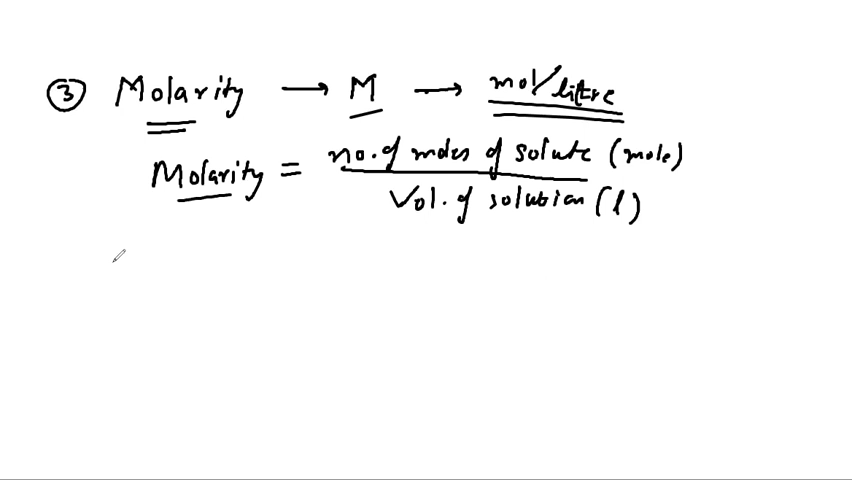 ③ Molarity → M → mol/litre
Molarity = no. of moles of solute (mole)
Vol. of solution (l)